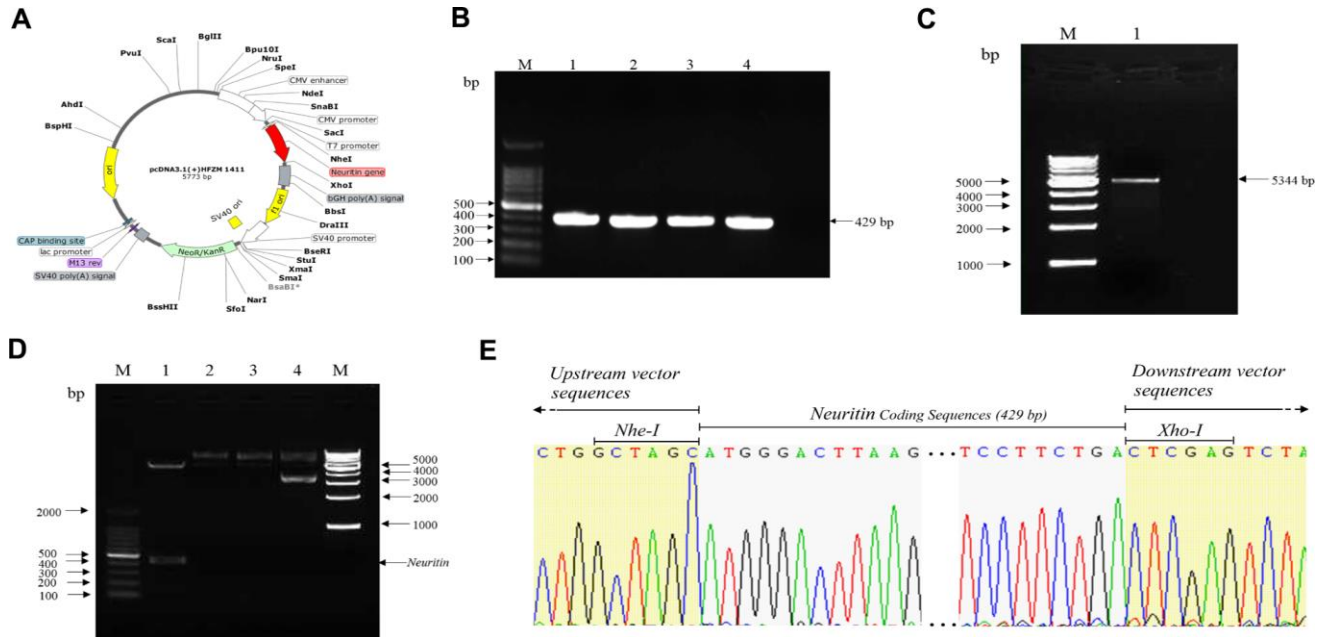 A
ScaI
BglII
PvuI
Bpu10I
NruI
SpeI
CMV enhancer
NdeI
SnaBI
CMV promoter
SacI
T7 promoter
NheI
Neuritin gene
XhoI
bGH poly(A) signal
BbsI
DraIII
SV40 promoter
BseRI
StuI
XmaI
SmaI
BsaBI*
NarI
SfoI
BssHII
SV40 poly(A) signal
M13 rev
lac promoter
CAP binding site
BspHI
AhdI
ori
f1 ori
SV40 ori
NeoR/KanR
pcDNA3.1(+)HFZM 1411
5773 bp
B
bp
M 1 2 3 4
500
400
300
200
100
429 bp
C
bp
M 1
5000
4000
3000
2000
1000
5344 bp
D
bp
M 1 2 3 4 M
2000
500
400
300
200
100
5000
4000
3000
2000
1000
Neuritin
E
Upstream vector
sequences
Downstream vector
sequences
Neuritin Coding Sequences (429 bp)
Nhe-I
Xho-I
C T G G C T A G C A T G G G A C T T A A G ··· T C C T T C T G A C T C G A G T C T A
···